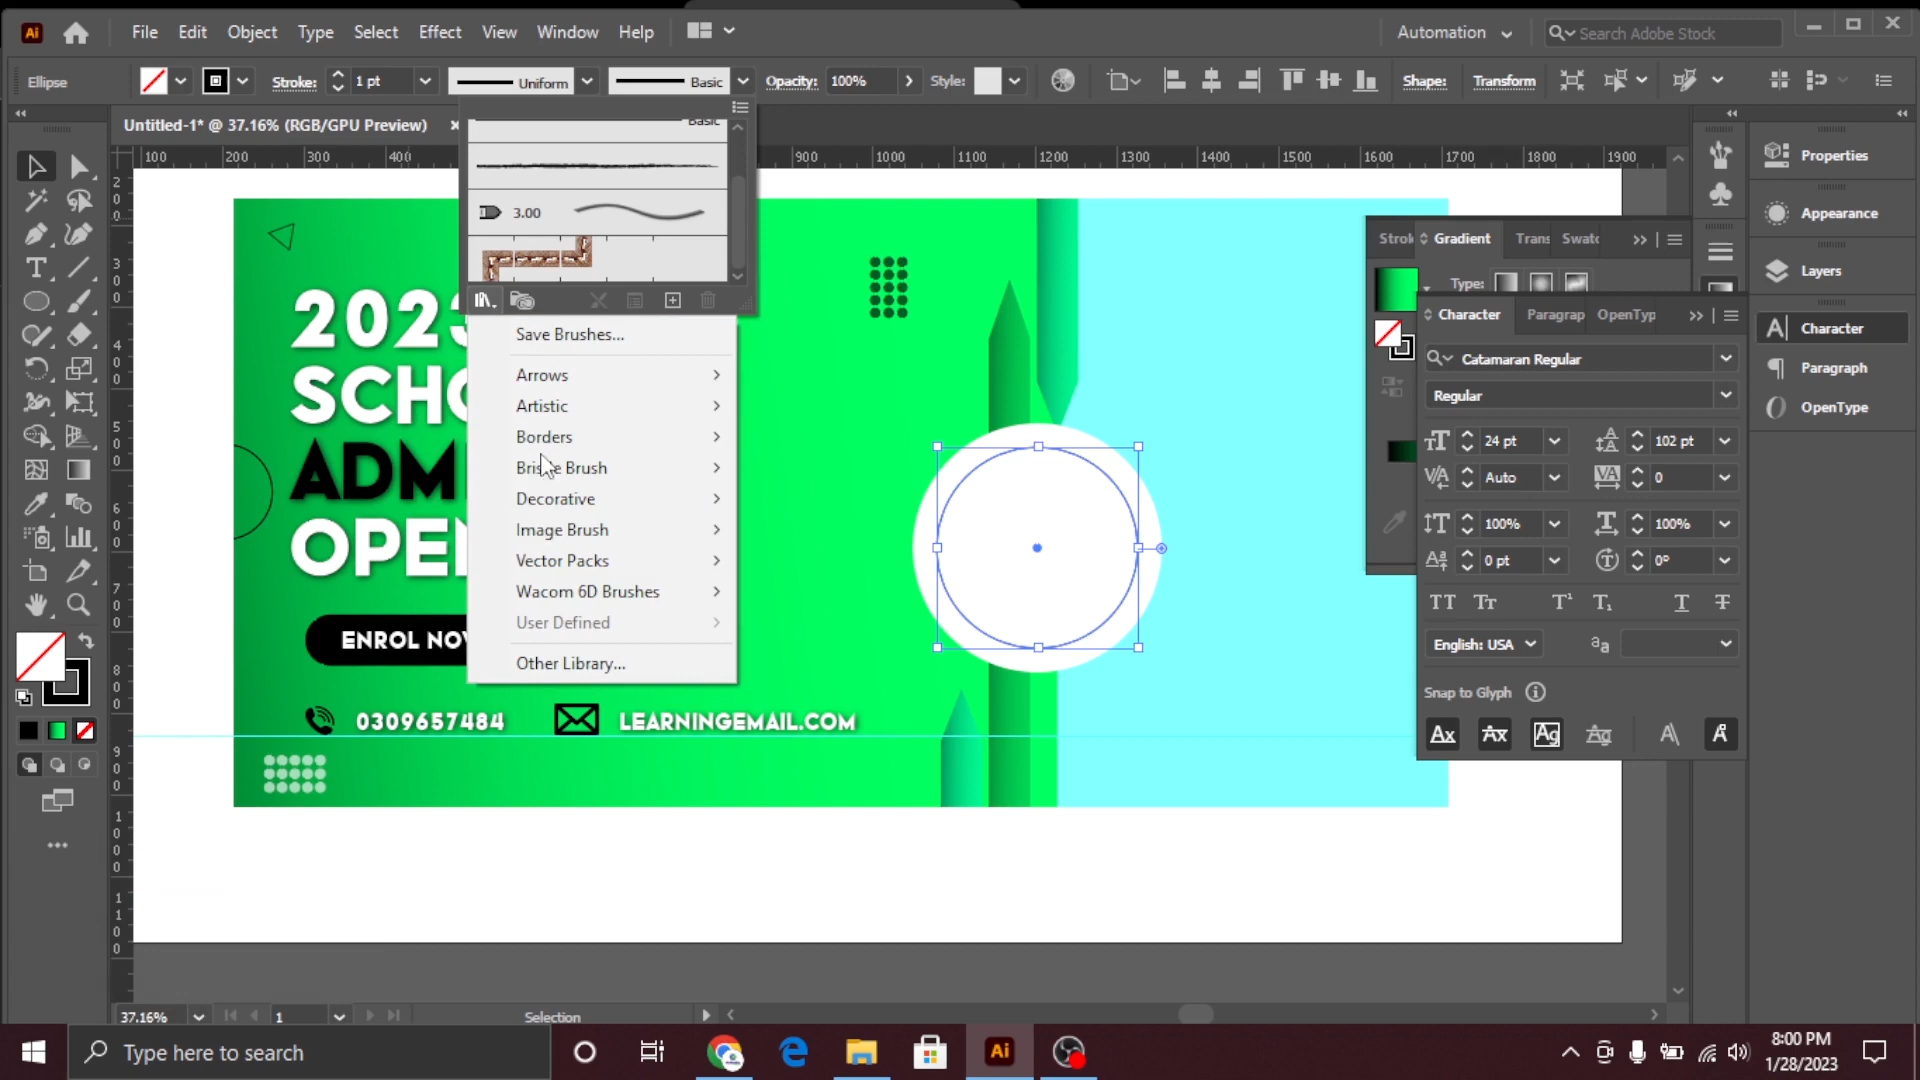 File Edit Object Type Select Effect View Window Help
Automation
Search Adobe Stock
Ellipse
Stroke: 1 pt
Uniform
Basic
Opacity: 100%
Style:
Shape:
Transform
Untitled-1* @ 37.16% (RGB/GPU Preview)
Basic
100 200 300 400 900 1000 1100 1200 1300 1400 1500 1600 1700 1800 1900
3.00
Save Brushes...
Arrows
Artistic
Borders
Bristle Brush
Decorative
Image Brush
Vector Packs
Wacom 6D Brushes
User Defined
Other Library...
2023
SCHO
ADM
OPEN
ENROL NOW
0309657484
LEARNINGEMAIL.COM
Strok Gradient Trans Swatc
Type:
Character Paragrap OpenTyp
Catamaran Regular
Regular
24 pt
102 pt
Auto
0
100%
100%
0 pt
0°
English: USA
Snap to Glyph
Properties
Appearance
Layers
Character
Paragraph
OpenType
37.16%
1
Selection
Type here to search
8:00 PM
1/28/2023